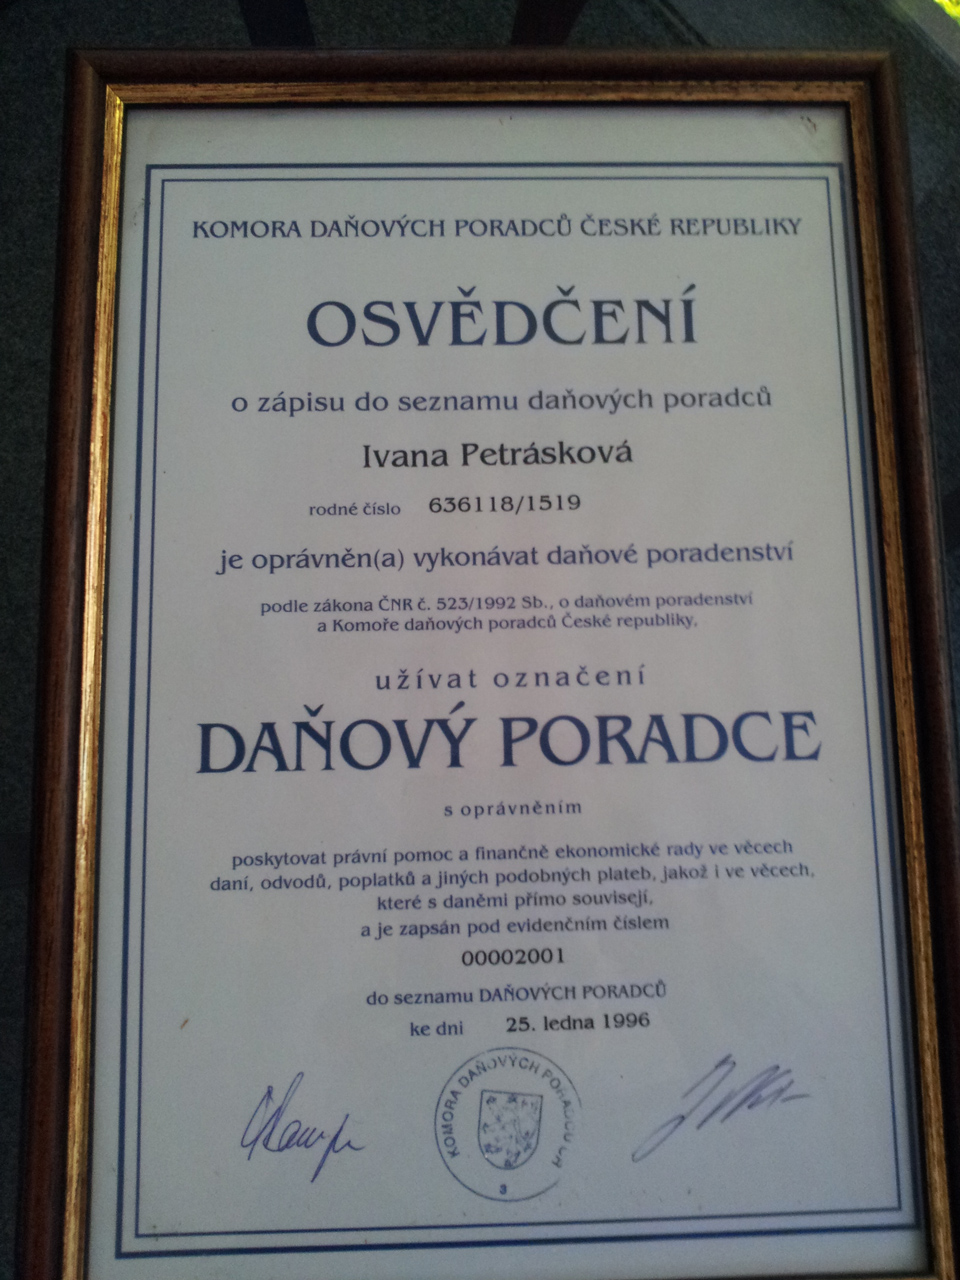 KOMORA DAŇOVÝCH PORADCŮ ČESKÉ REPUBLIKY
OSVĚDČENÍ
o zápisu do seznamu daňových poradců
Ivana Petrásková
rodné číslo 636118/1519
je oprávněn(a) vykonávat daňové poradenství
podle zákona ČNR č. 523/1992 Sb., o daňovém poradenství
a Komoře daňových poradců České republiky,
užívat označení
DAŇOVÝ PORADCE
s oprávněním
poskytovat právní pomoc a finančně ekonomické rady ve věcech
daní, odvodů, poplatků a jiných podobných plateb, jakož i ve věcech,
které s daněmi přímo souvisejí,
a je zapsán pod evidenčním číslem
00002001
do seznamu DAŇOVÝCH PORADCŮ
ke dni 25. ledna 1996
KOMORA DAŇOVÝCH PORADCŮ ČR
3